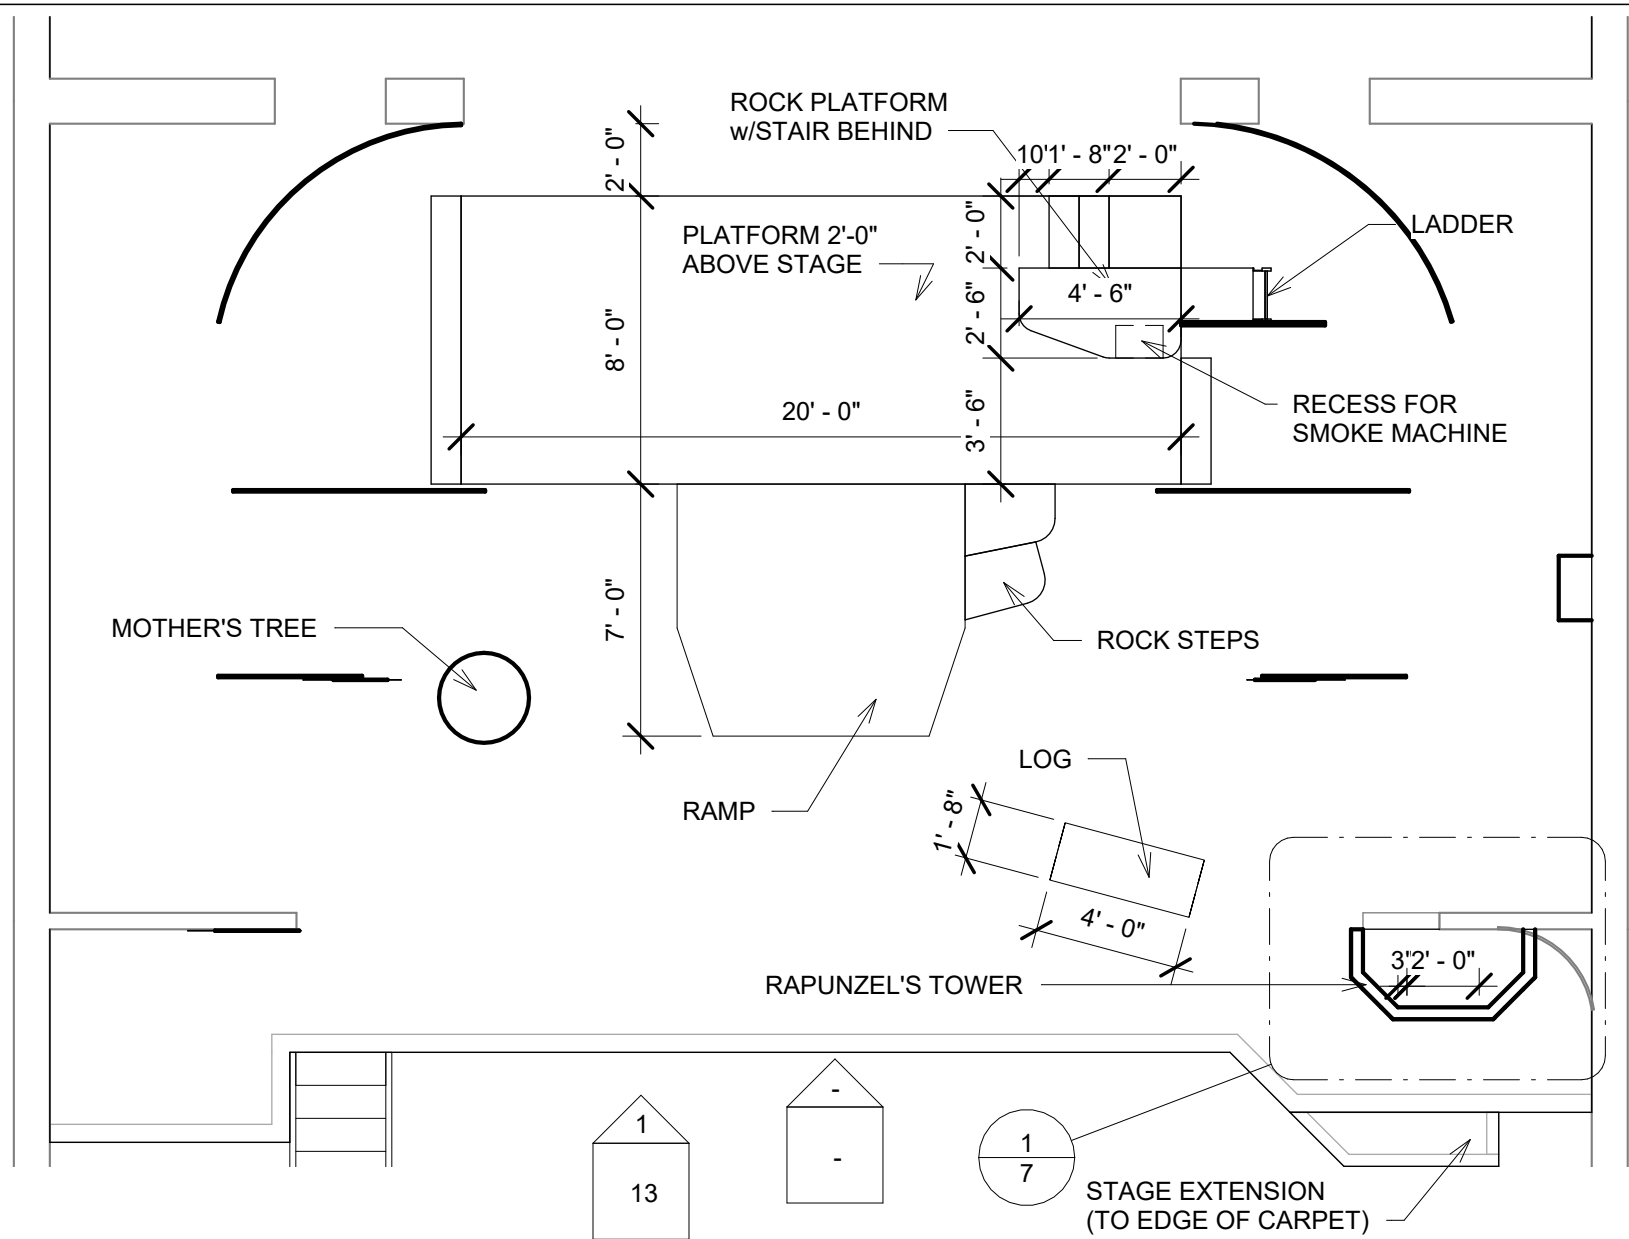 ROCK PLATFORM
w/STAIR BEHIND
2' - 0"
10"
1' - 8"
2' - 0"
PLATFORM 2'-0"
ABOVE STAGE
2' - 0"
LADDER
4' - 6"
2' - 6"
8' - 0"
20' - 0"
3' - 6"
RECESS FOR
SMOKE MACHINE
7' - 0"
MOTHER'S TREE
ROCK STEPS
LOG
RAMP
1' - 8"
4' - 0"
3"
2' - 0"
RAPUNZEL'S TOWER
1
13
-
-
1
7
STAGE EXTENSION
(TO EDGE OF CARPET)